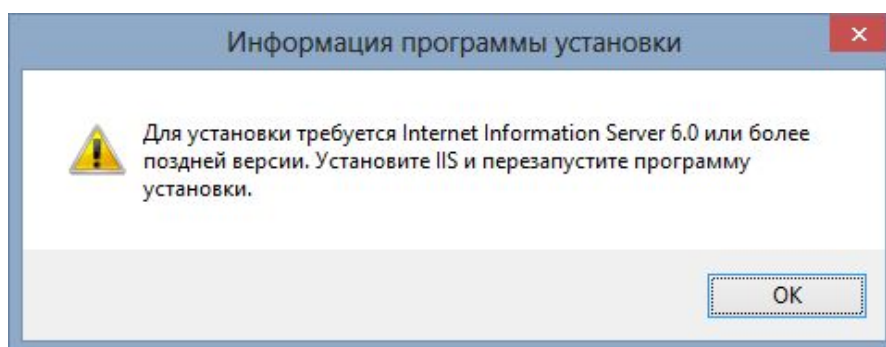 Информация программы установки
Для установки требуется Internet Information Server 6.0 или более
поздней версии. Установите IIS и перезапустите программу
установки.
OK